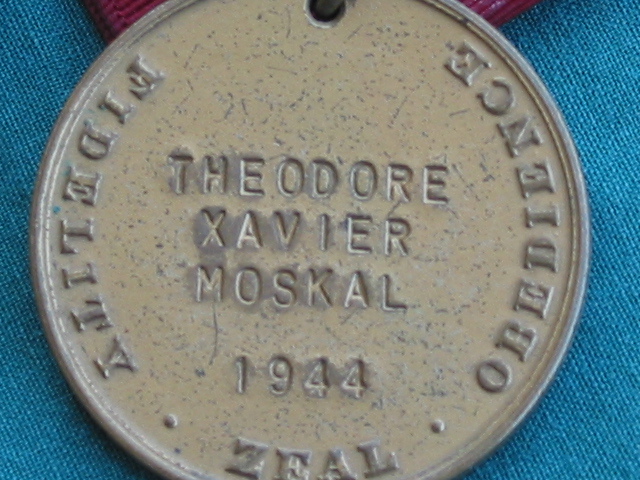 FIDELITY
ZEAL
OBEDIENCE
THEODORE
XAVIER
MOSKAL
1944